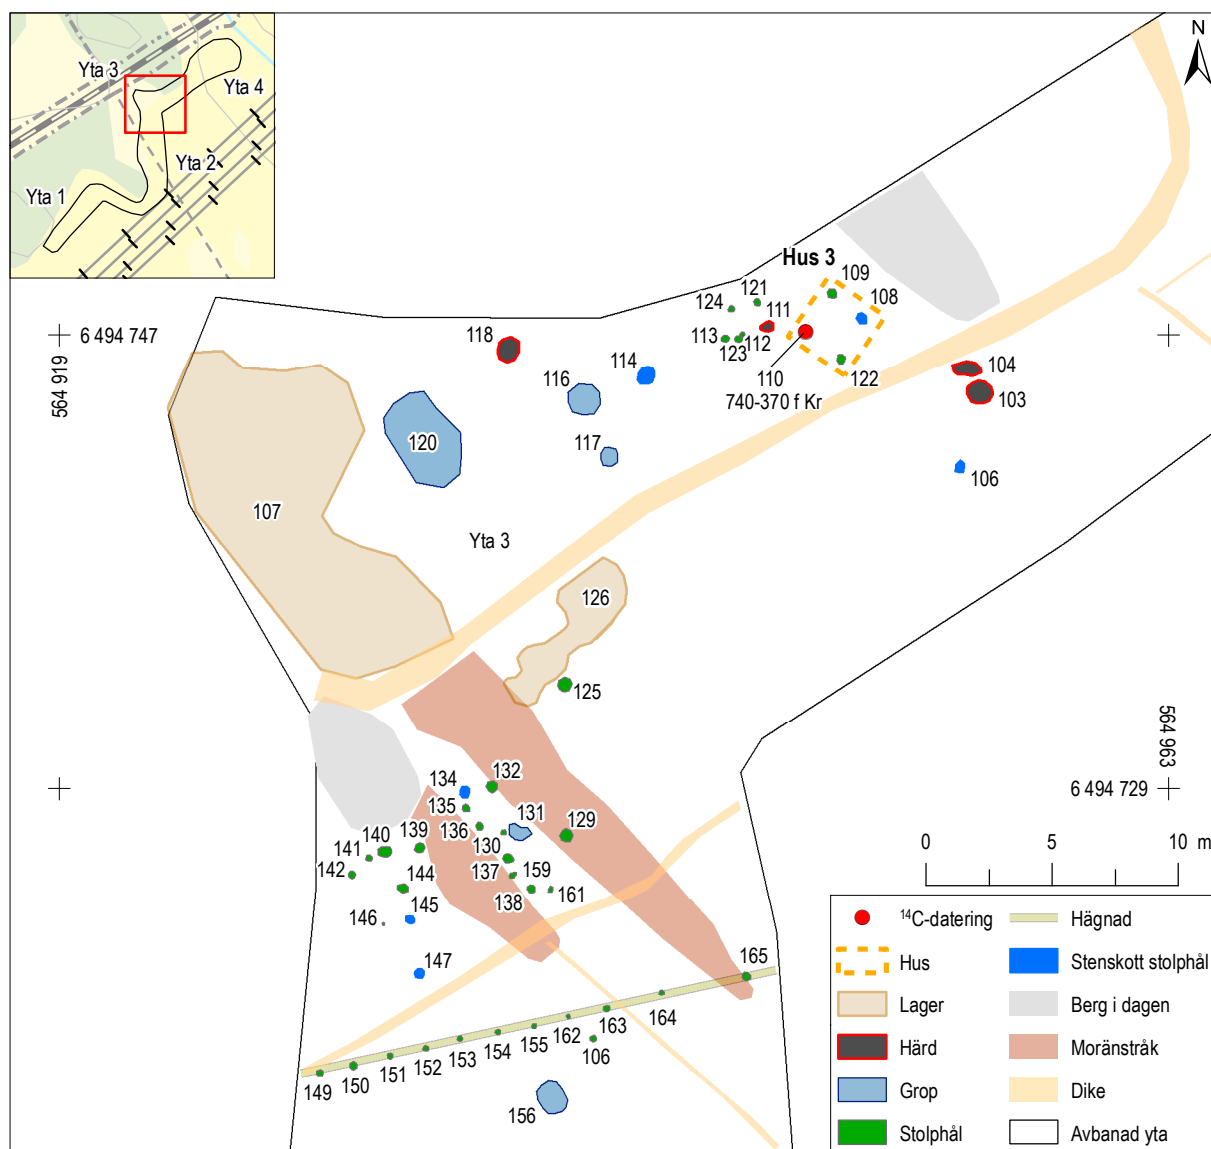 Yta 3
Yta 4
Yta 2
Yta 1
N
6 494 747
564 919
Hus 3
109
108
121
124
111
113
123
112
110
122
740-370 f Kr
118
114
116
117
120
104
103
106
107
Yta 3
126
125
564 963
6 494 729
134
132
135
131
129
136
130
139
140
141
142
137
159
144
138
161
145
146
147
165
164
163
162
155
154
153
152
151
150
149
106
156
0 5 10 m
14C-datering
Hägnad
Hus
Stenskott stolphål
Lager
Berg i dagen
Härd
Moränstråk
Grop
Dike
Stolphål
Avbanad yta